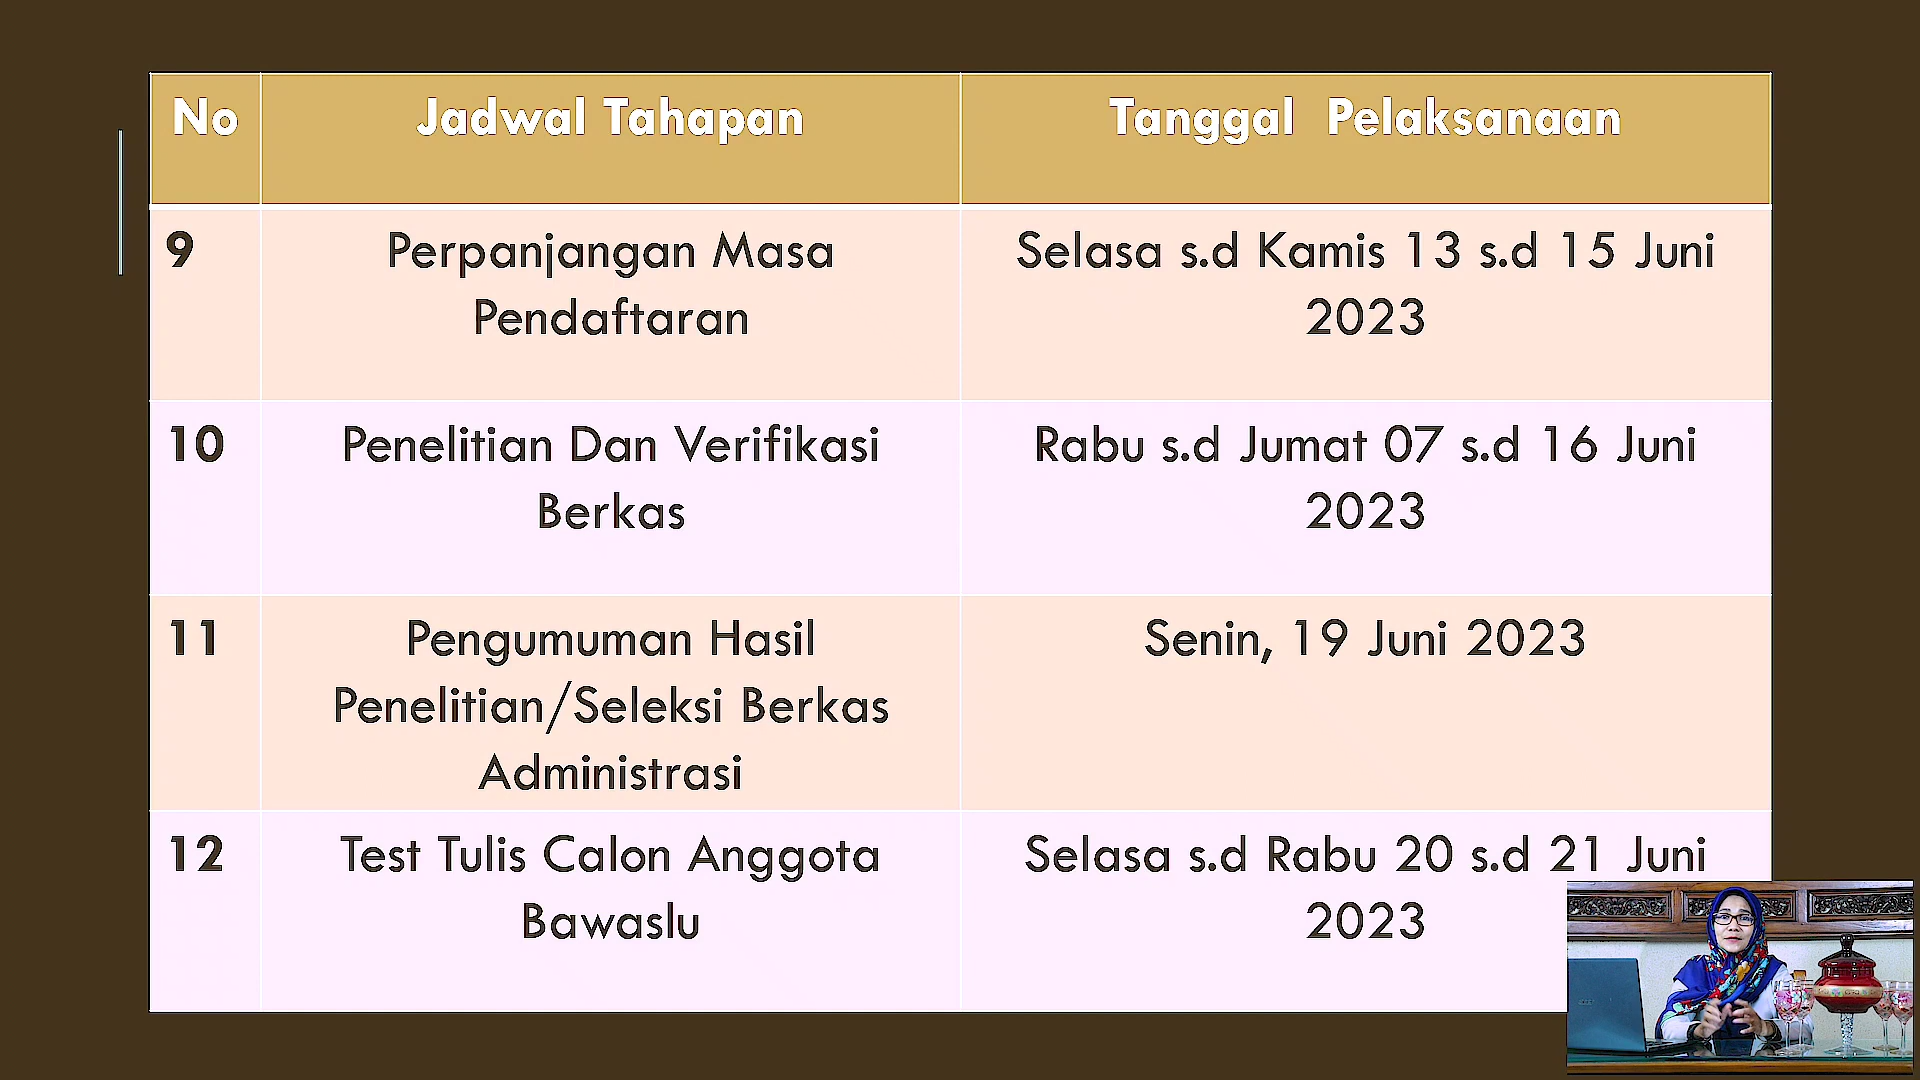 No Jadwal Tahapan Tanggal Pelaksanaan
9 Perpanjangan Masa Selasa s.d Kamis 13 s.d 15 Juni
Pendaftaran 2023
10 Penelitian Dan Verifikasi Rabu s.d Jumat 07 s.d 16 Juni
Berkas 2023
11 Pengumuman Hasil Senin, 19 Juni 2023
Penelitian/Seleksi Berkas
Administrasi
12 Test Tulis Calon Anggota Selasa s.d Rabu 20 s.d 21 Juni
Bawaslu 2023